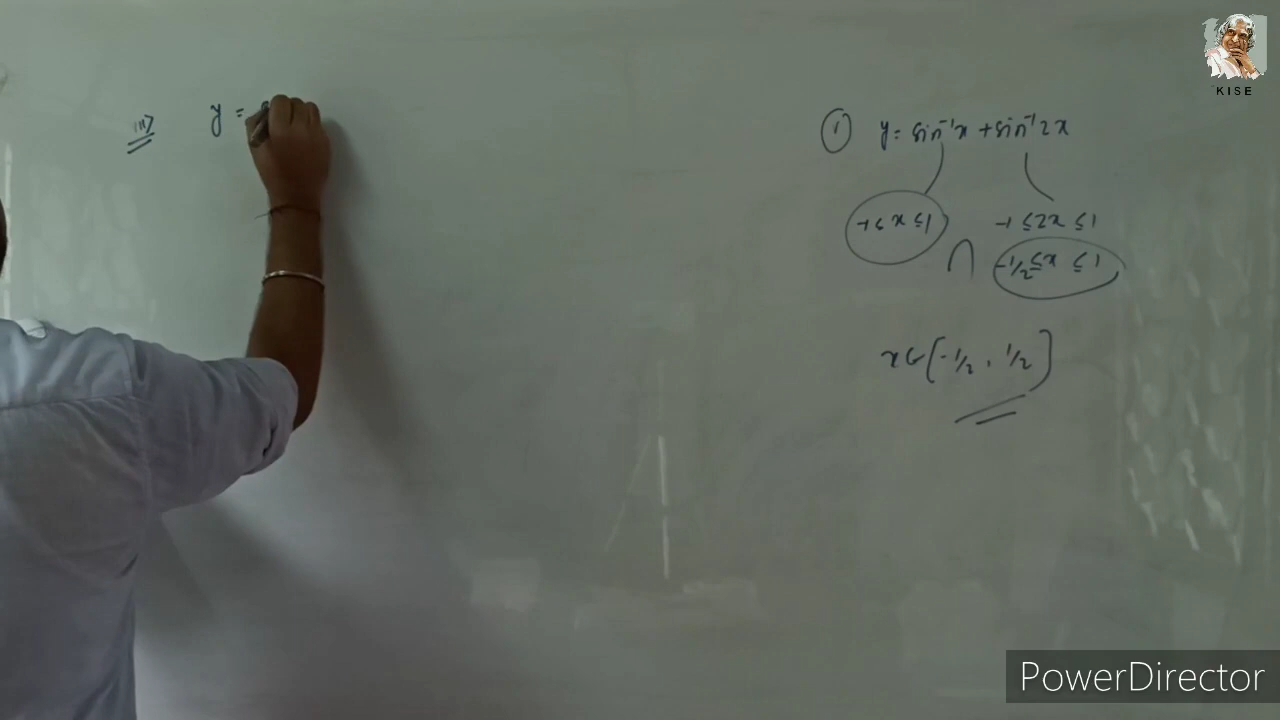 iii) y =
① y = sin⁻¹x + sin⁻¹2x
-1 ≤ x ≤ 1 -1 ≤ 2x ≤ 1
∩ -1/2 ≤ x ≤ 1
x ∈ [-1/2, 1/2]
KISE
PowerDirector